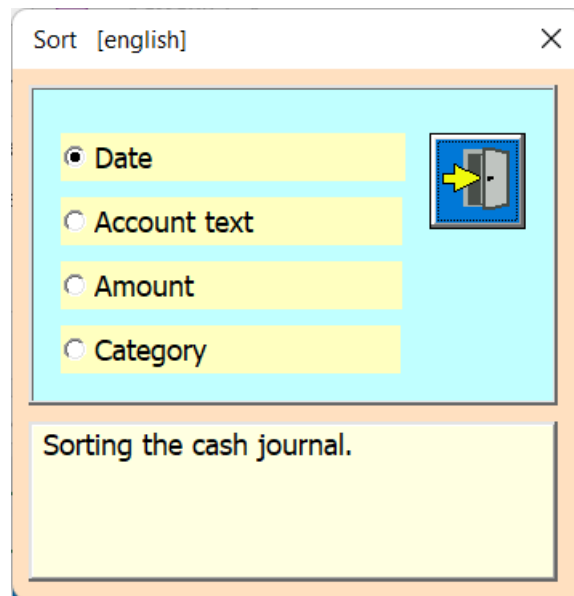 Sort [english]
Date
Account text
Amount
Category
Sorting the cash journal.